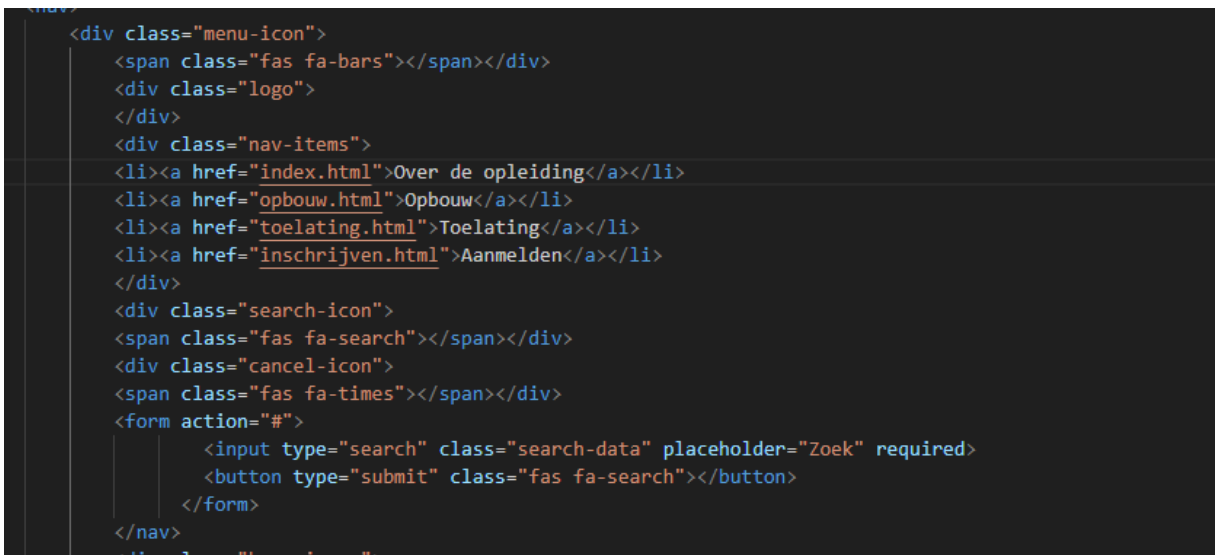 <div class="menu-icon">
<span class="fas fa-bars"></span></div>
<div class="logo">
</div>
<div class="nav-items">
<li><a href="index.html">Over de opleiding</a></li>
<li><a href="opbouw.html">Opbouw</a></li>
<li><a href="toelating.html">Toelating</a></li>
<li><a href="inschrijven.html">Aanmelden</a></li>
</div>
<div class="search-icon">
<span class="fas fa-search"></span></div>
<div class="cancel-icon">
<span class="fas fa-times"></span></div>
<form action="#">
<input type="search" class="search-data" placeholder="Zoek" required>
<button type="submit" class="fas fa-search"></button>
</form>
</nav>